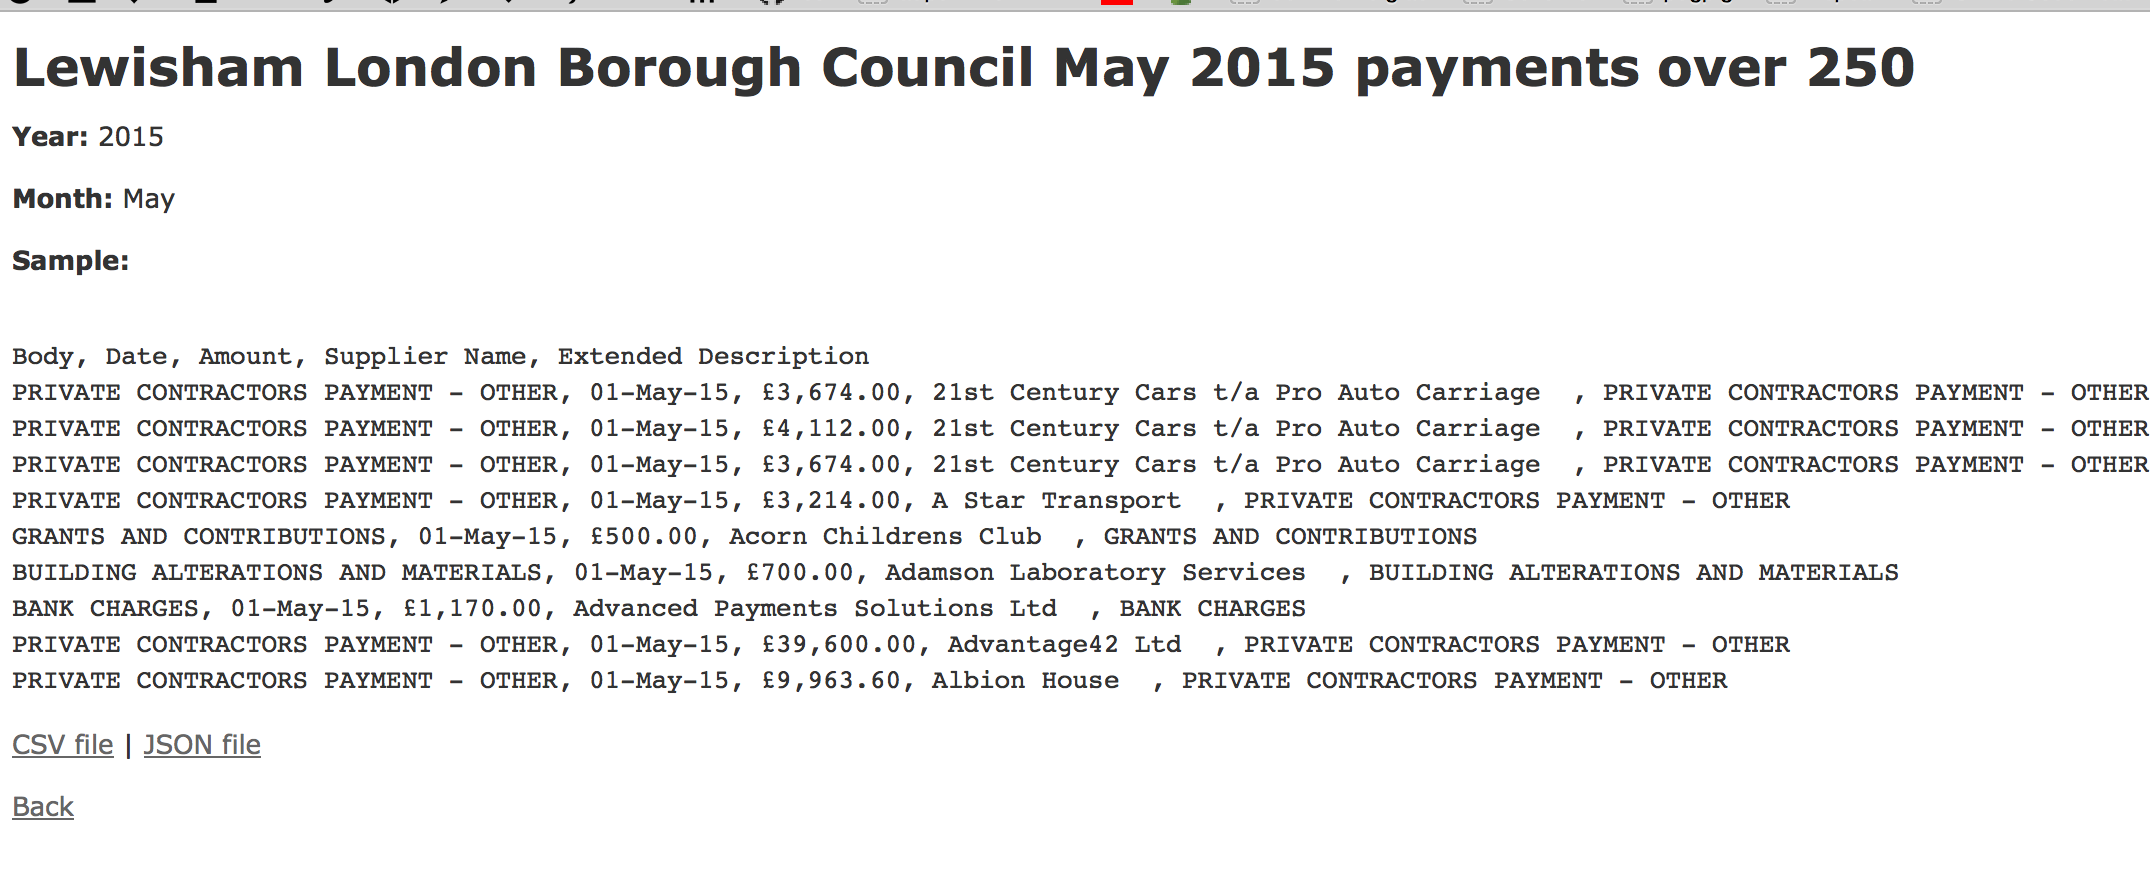 Lewisham London Borough Council May 2015 payments over 250
Year: 2015
Month: May
Sample:
Body, Date, Amount, Supplier Name, Extended Description
PRIVATE CONTRACTORS PAYMENT - OTHER, 01-May-15, £3,674.00, 21st Century Cars t/a Pro Auto Carriage  , PRIVATE CONTRACTORS PAYMENT - OTHER
PRIVATE CONTRACTORS PAYMENT - OTHER, 01-May-15, £4,112.00, 21st Century Cars t/a Pro Auto Carriage  , PRIVATE CONTRACTORS PAYMENT - OTHER
PRIVATE CONTRACTORS PAYMENT - OTHER, 01-May-15, £3,674.00, 21st Century Cars t/a Pro Auto Carriage  , PRIVATE CONTRACTORS PAYMENT - OTHER
PRIVATE CONTRACTORS PAYMENT - OTHER, 01-May-15, £3,214.00, A Star Transport  , PRIVATE CONTRACTORS PAYMENT - OTHER
GRANTS AND CONTRIBUTIONS, 01-May-15, £500.00, Acorn Childrens Club  , GRANTS AND CONTRIBUTIONS
BUILDING ALTERATIONS AND MATERIALS, 01-May-15, £700.00, Adamson Laboratory Services  , BUILDING ALTERATIONS AND MATERIALS
BANK CHARGES, 01-May-15, £1,170.00, Advanced Payments Solutions Ltd  , BANK CHARGES
PRIVATE CONTRACTORS PAYMENT - OTHER, 01-May-15, £39,600.00, Advantage42 Ltd  , PRIVATE CONTRACTORS PAYMENT - OTHER
PRIVATE CONTRACTORS PAYMENT - OTHER, 01-May-15, £9,963.60, Albion House  , PRIVATE CONTRACTORS PAYMENT - OTHER
CSV file | JSON file
Back